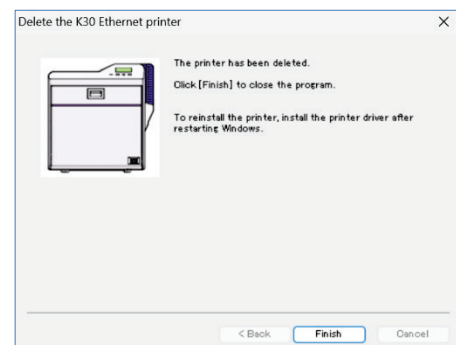 Delete the K30 Ethernet printer
The printer has been deleted.
Click [Finish] to close the program.
To reinstall the printer, install the printer driver after
restarting Windows.
< Back
Finish
Cancel